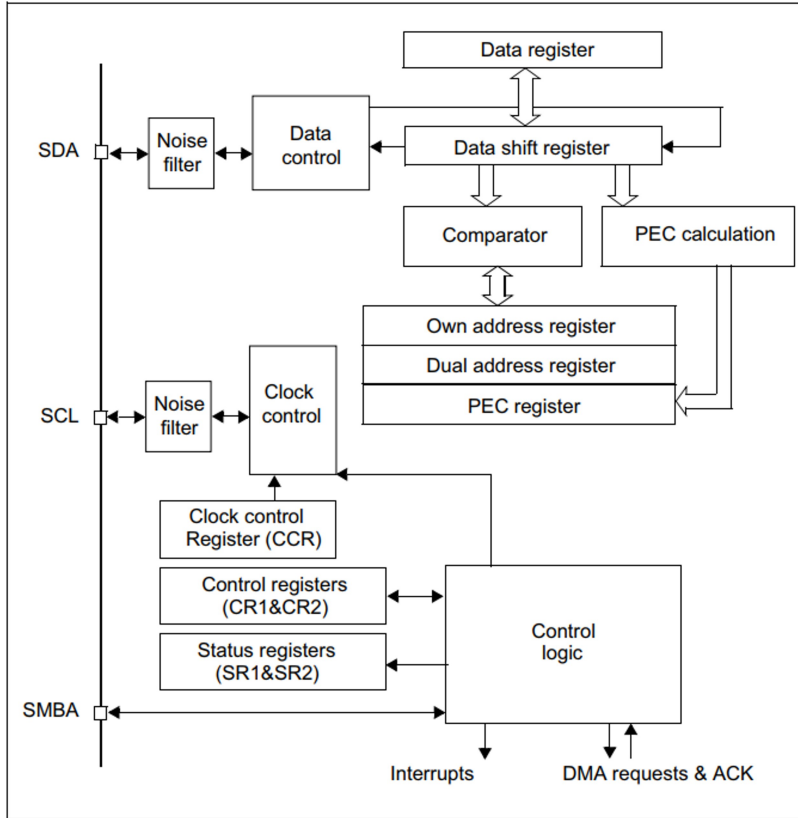 Data register
SDA
Noise
filter
Data
control
Data shift register
Comparator
PEC calculation
Own address register
Dual address register
PEC register
SCL
Noise
filter
Clock
control
Clock control
Register (CCR)
Control registers
(CR1&CR2)
Status registers
(SR1&SR2)
Control
logic
SMBA
Interrupts
DMA requests & ACK